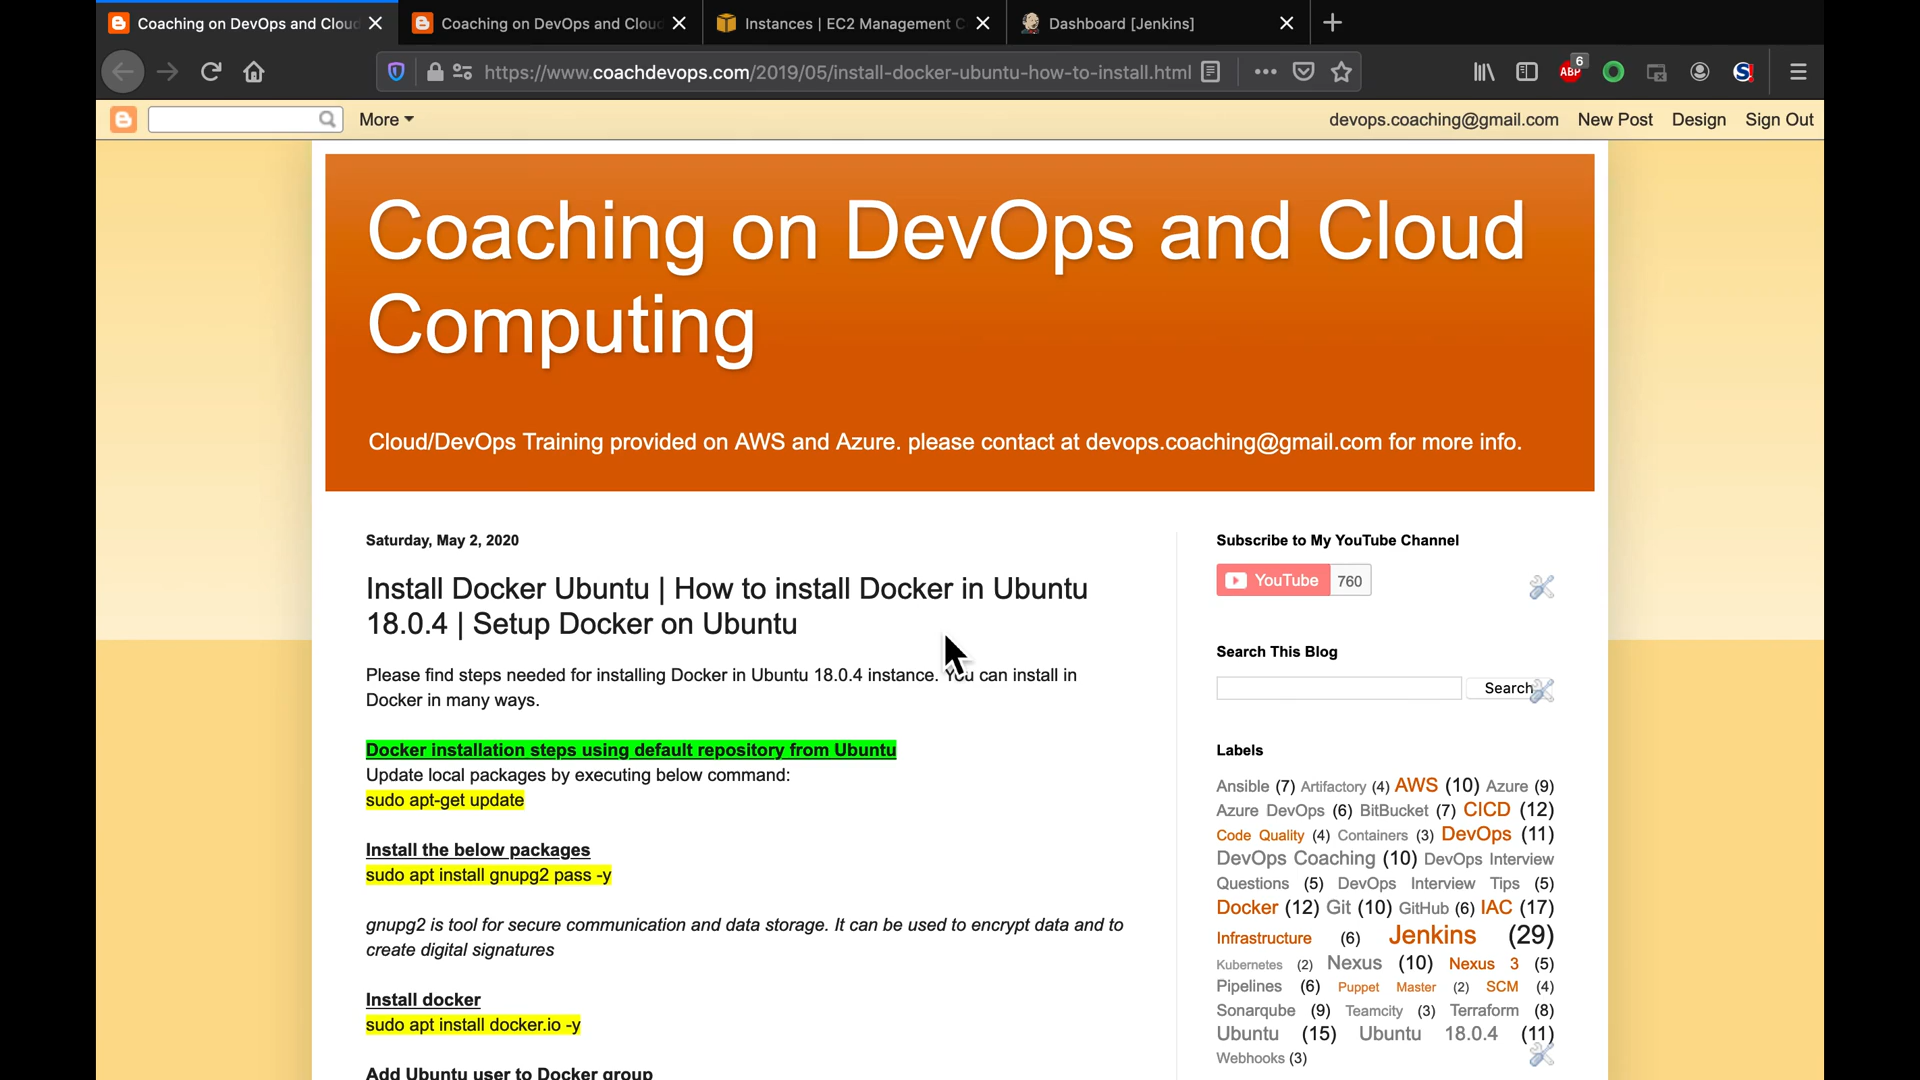 Coaching on DevOps and Clou
Coaching on DevOps and Clou
Instances | EC2 Management C
Dashboard [Jenkins]
https://www.coachdevops.com/2019/05/install-docker-ubuntu-how-to-install.html
ABP
6
More
devops.coaching@gmail.com New Post Design Sign Out
Coaching on DevOps and Cloud
Computing
Cloud/DevOps Training provided on AWS and Azure. please contact at devops.coaching@gmail.com for more info.
Saturday, May 2, 2020
Install Docker Ubuntu | How to install Docker in Ubuntu
18.0.4 | Setup Docker on Ubuntu
Please find steps needed for installing Docker in Ubuntu 18.0.4 instance. You can install in
Docker in many ways.
Docker installation steps using default repository from Ubuntu
Update local packages by executing below command:
sudo apt-get update
Install the below packages
sudo apt install gnupg2 pass -y
gnupg2 is tool for secure communication and data storage. It can be used to encrypt data and to
create digital signatures
Install docker
sudo apt install docker.io -y
Add Ubuntu user to Docker group
Subscribe to My YouTube Channel
YouTube 760
Search This Blog
Search
Labels
Ansible (7) Artifactory (4) AWS (10) Azure (9)
Azure DevOps (6) BitBucket (7) CICD (12)
Code Quality (4) Containers (3) DevOps (11)
DevOps Coaching (10) DevOps Interview
Questions (5) DevOps Interview Tips (5)
Docker (12) Git (10) GitHub (6) IAC (17)
Infrastructure (6) Jenkins (29)
Kubernetes (2) Nexus (10) Nexus 3 (5)
Pipelines (6) Puppet Master (2) SCM (4)
Sonarqube (9) Teamcity (3) Terraform (8)
Ubuntu (15) Ubuntu 18.0.4 (11)
Webhooks (3)